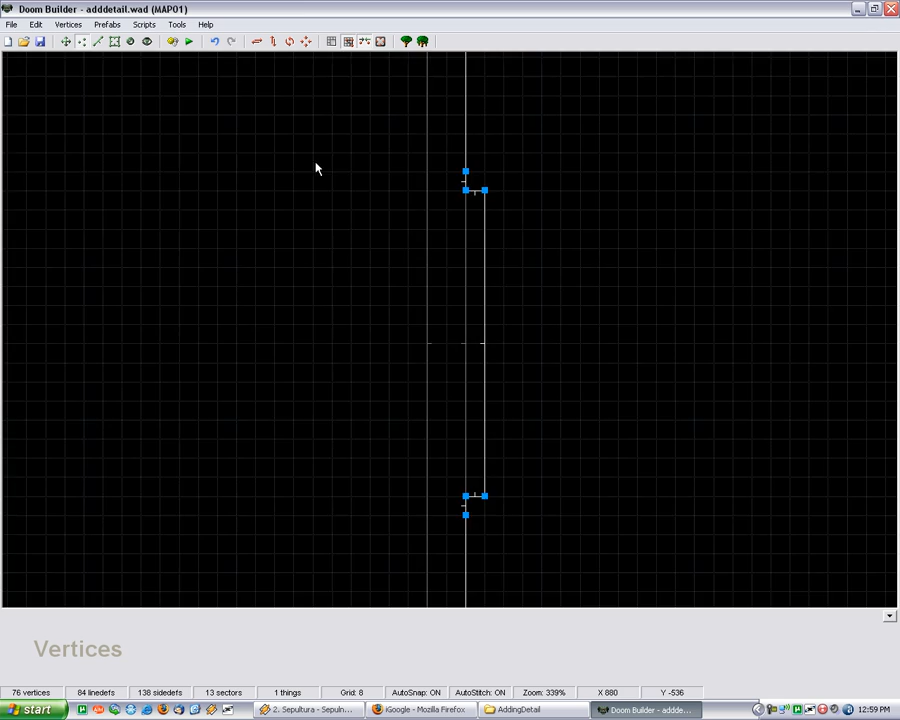 Doom Builder - adddetail.wad (MAP01)
File Edit Vertices Prefabs Scripts Tools Help
Vertices
76 vertices 84 linedefs 138 sidedefs 13 sectors 1 things Grid: 8 AutoSnap: ON AutoStitch: ON Zoom: 339% X 880 Y -536
start 2. Sepultura - Sepuln... iGoogle - Mozilla Firefox AddingDetail Doom Builder - addde... 12:59 PM